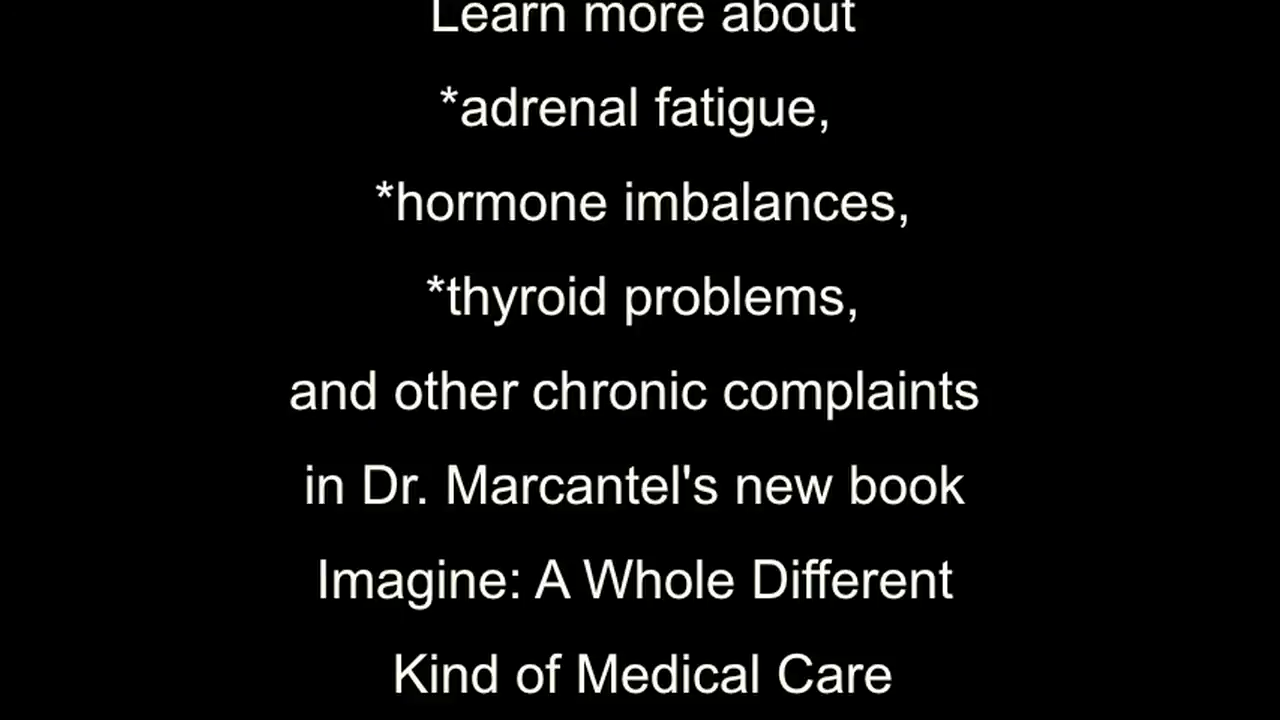 Learn more about
*adrenal fatigue,
*hormone imbalances,
*thyroid problems,
and other chronic complaints
in Dr. Marcantel's new book
Imagine: A Whole Different
Kind of Medical Care